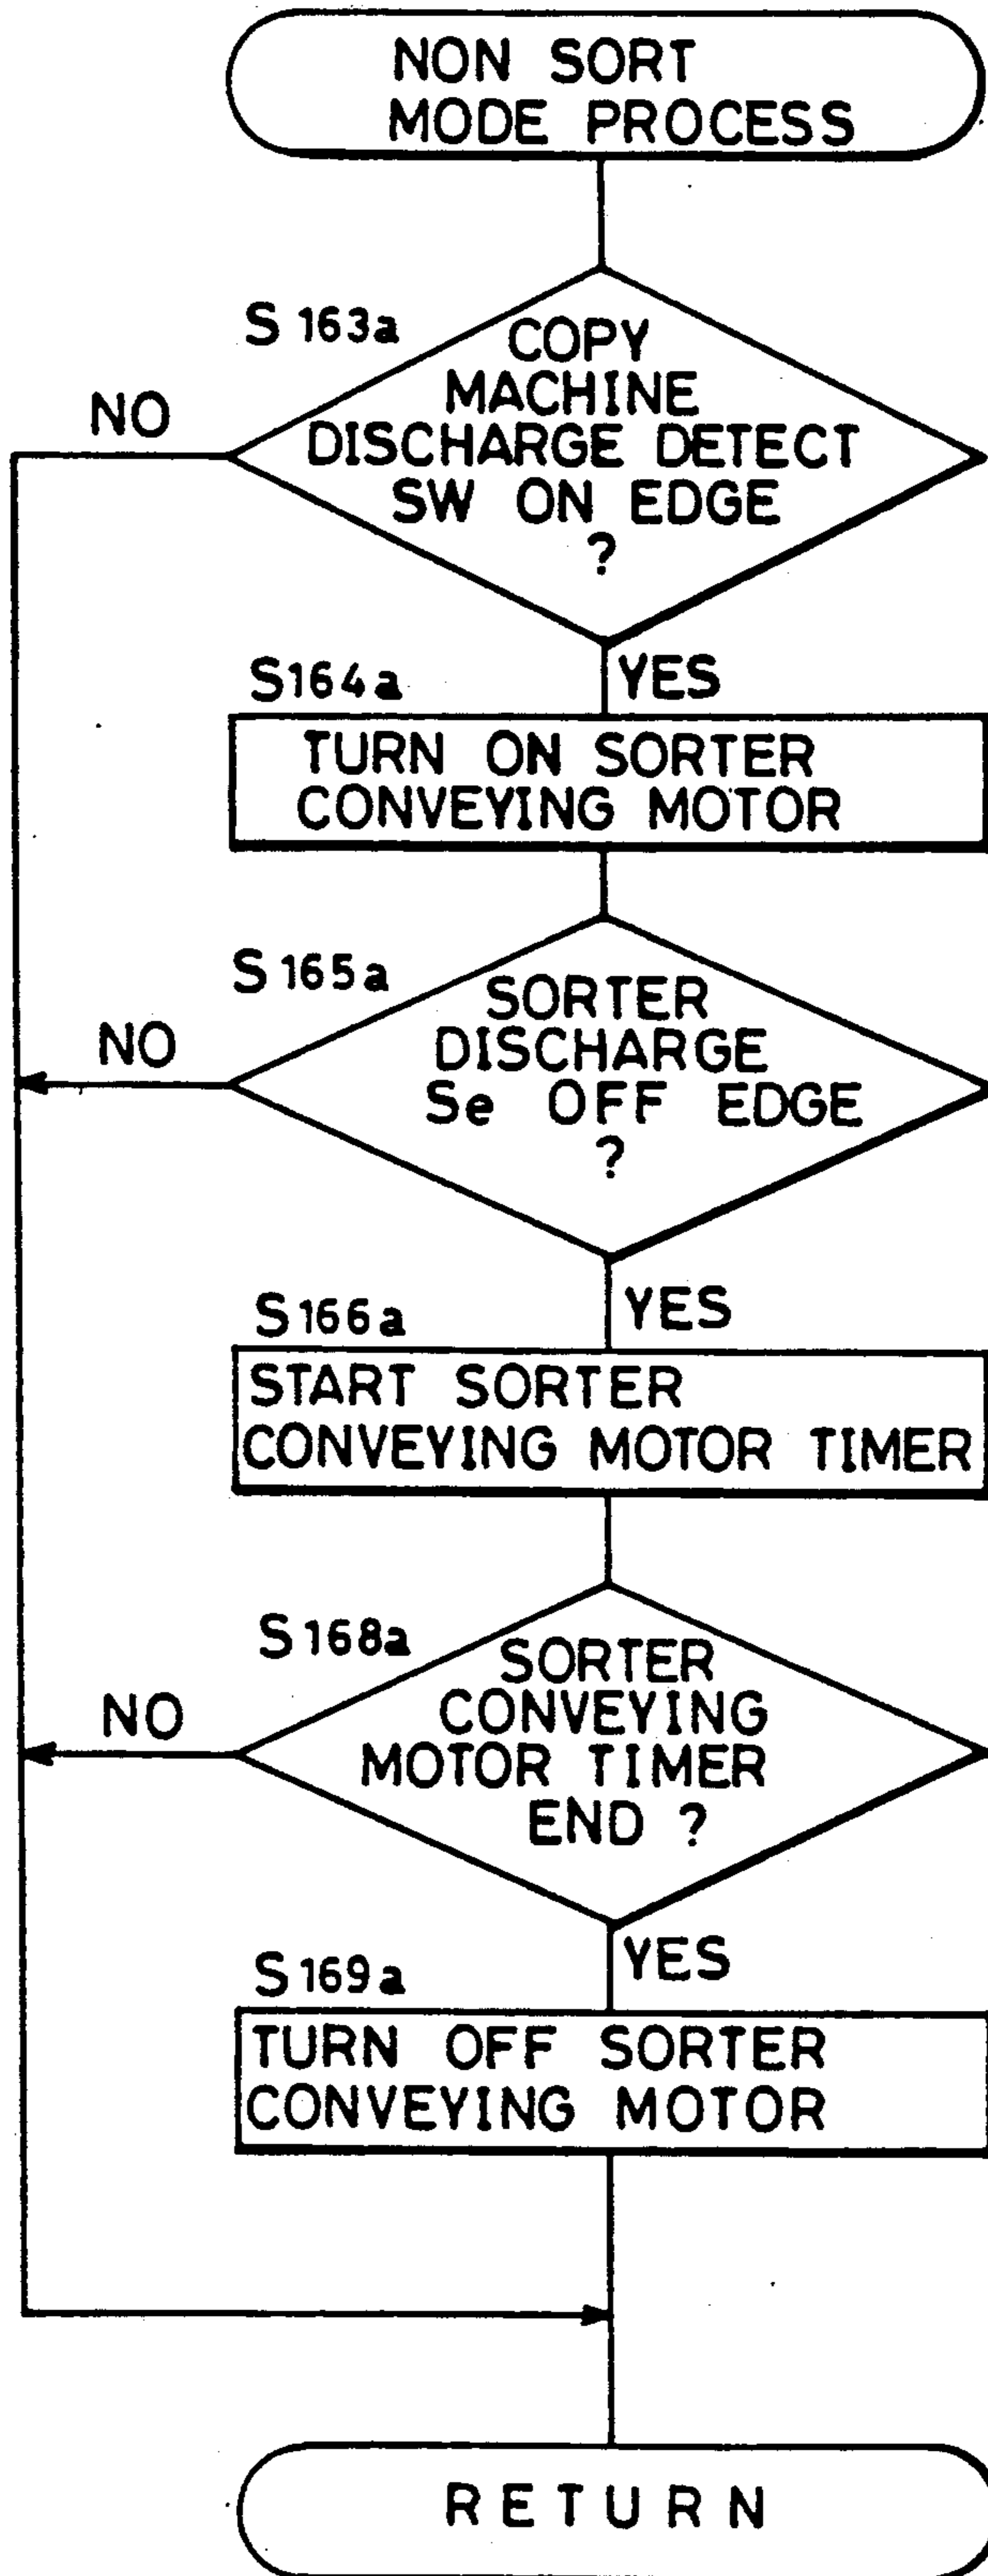 NON SORT
MODE PROCESS
S 163a
COPY
MACHINE
DISCHARGE DETECT
SW ON EDGE
?
NO
YES
S164a
TURN ON SORTER
CONVEYING MOTOR
S 165a
SORTER
DISCHARGE
Se OFF EDGE
?
NO
YES
S 166a
START SORTER
CONVEYING MOTOR TIMER
S 168a
SORTER
CONVEYING
MOTOR TIMER
END ?
NO
YES
S 169a
TURN OFF SORTER
CONVEYING MOTOR
RETURN